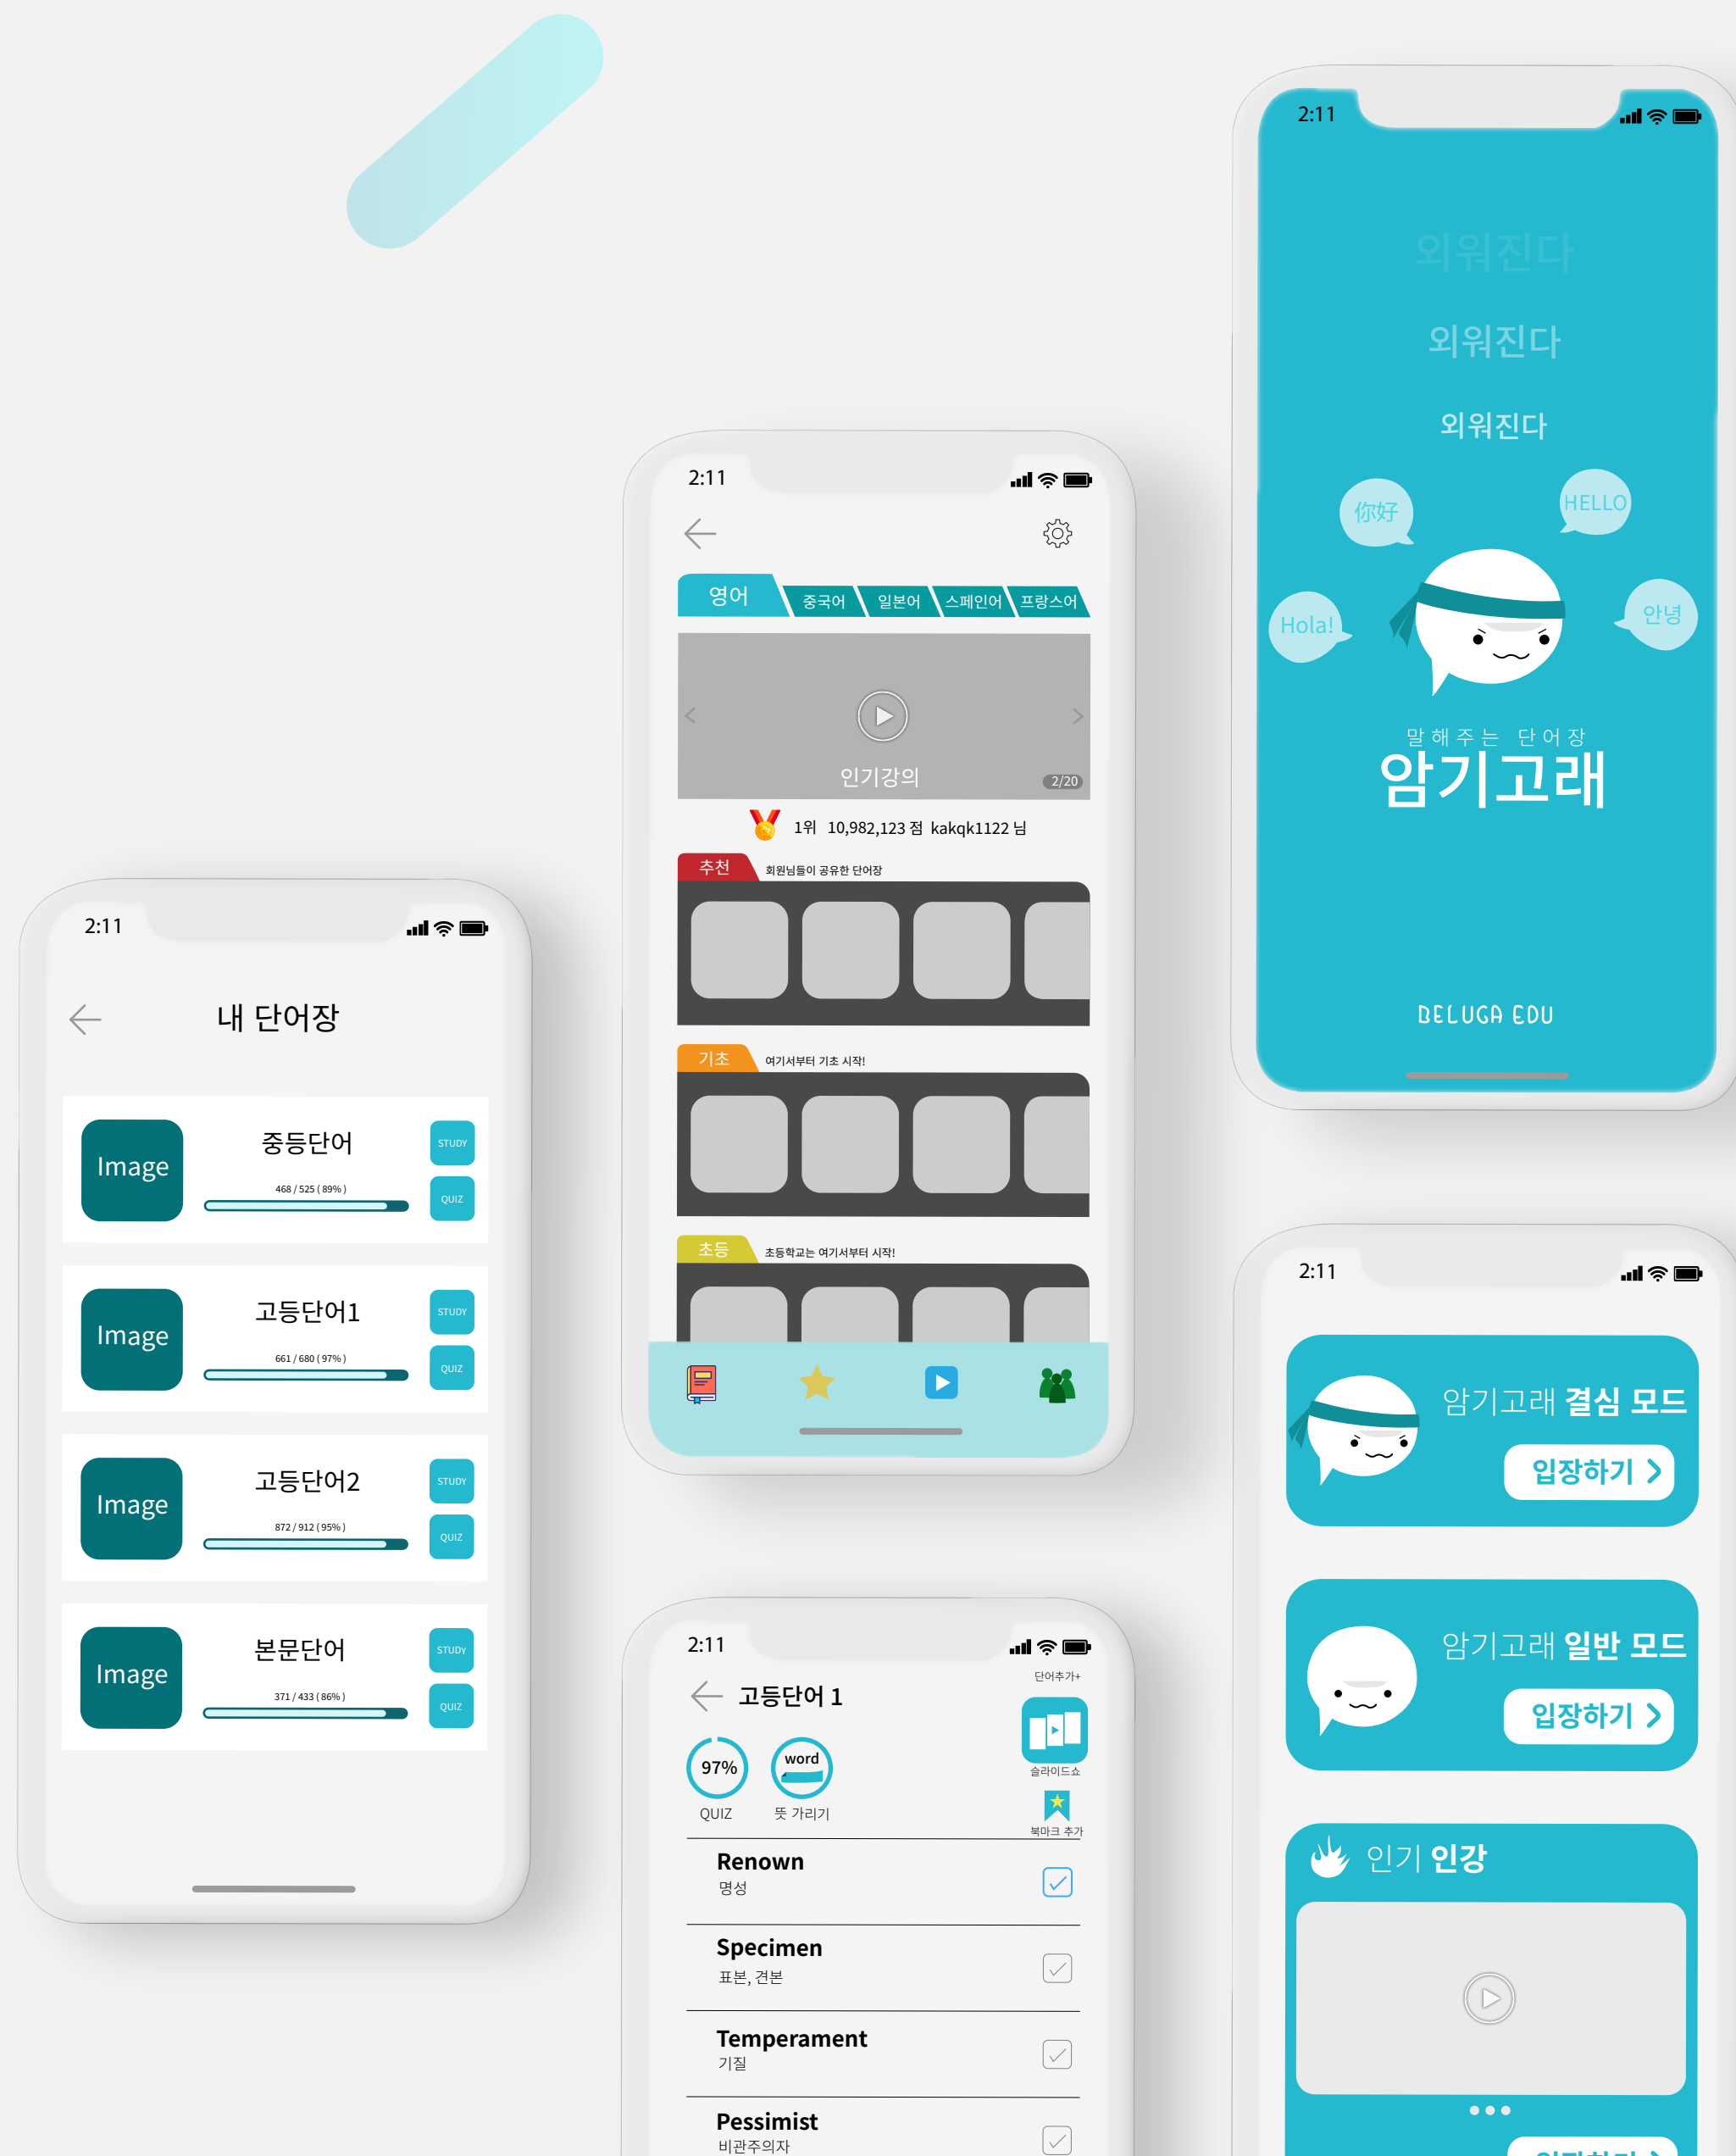 2:11
외워진다
외워진다
외워진다
你好
HELLO
Hola!
안녕
말해주는 단어장
암기고래
BELUGA EDU
2:11
영어
중국어
일본어
스페인어
프랑스어
인기강의
2/20
1위 10,982,123 점 kakqk1122 님
추천
회원님들이 공유한 단어장
기초
여기서부터 기초 시작!
초등
초등학교는 여기서부터 시작!
2:11
내 단어장
Image
중등단어
468 / 525 ( 89% )
STUDY
QUIZ
Image
고등단어1
661 / 680 ( 97% )
STUDY
QUIZ
Image
고등단어2
872 / 912 ( 95% )
STUDY
QUIZ
Image
본문단어
371 / 433 ( 86% )
STUDY
QUIZ
2:11
암기고래 결심 모드
입장하기
암기고래 일반 모드
입장하기
인기 인강
2:11
단어추가+
고등단어 1
97%
QUIZ
word
뜻 가리기
슬라이드쇼
북마크 추가
Renown
명성
Specimen
표본, 견본
Temperament
기질
Pessimist
비관주의자